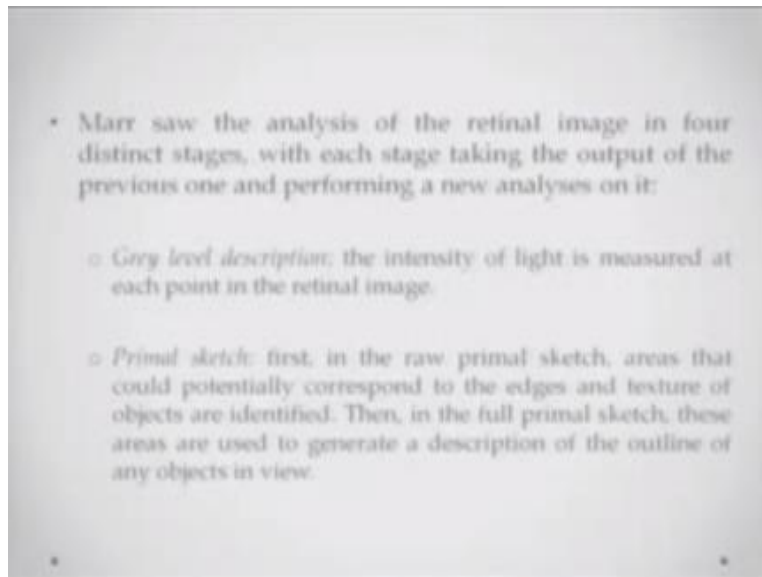 • Marr saw the analysis of the retinal image in four
distinct stages, with each stage taking the output of the
previous one and performing a new analyses on it:
o Grey level description: the intensity of light is measured at
each point in the retinal image.
o Primal sketch: first, in the raw primal sketch, areas that
could potentially correspond to the edges and texture of
objects are identified. Then, in the full primal sketch, these
areas are used to generate a description of the outline of
any objects in view.